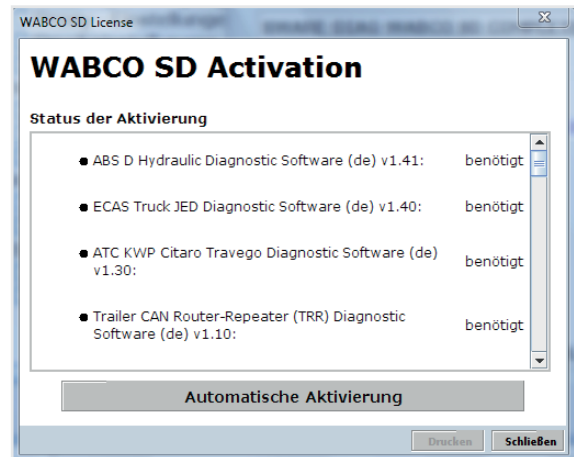 WABCO SD License
WABCO SD Activation
Status der Aktivierung
● ABS D Hydraulic Diagnostic Software (de) v1.41: benötigt
● ECAS Truck JED Diagnostic Software (de) v1.40: benötigt
● ATC KWP Citaro Travego Diagnostic Software (de)
v1.30: benötigt
● Trailer CAN Router-Repeater (TRR) Diagnostic
Software (de) v1.10: benötigt
Automatische Aktivierung
Drucken Schließen